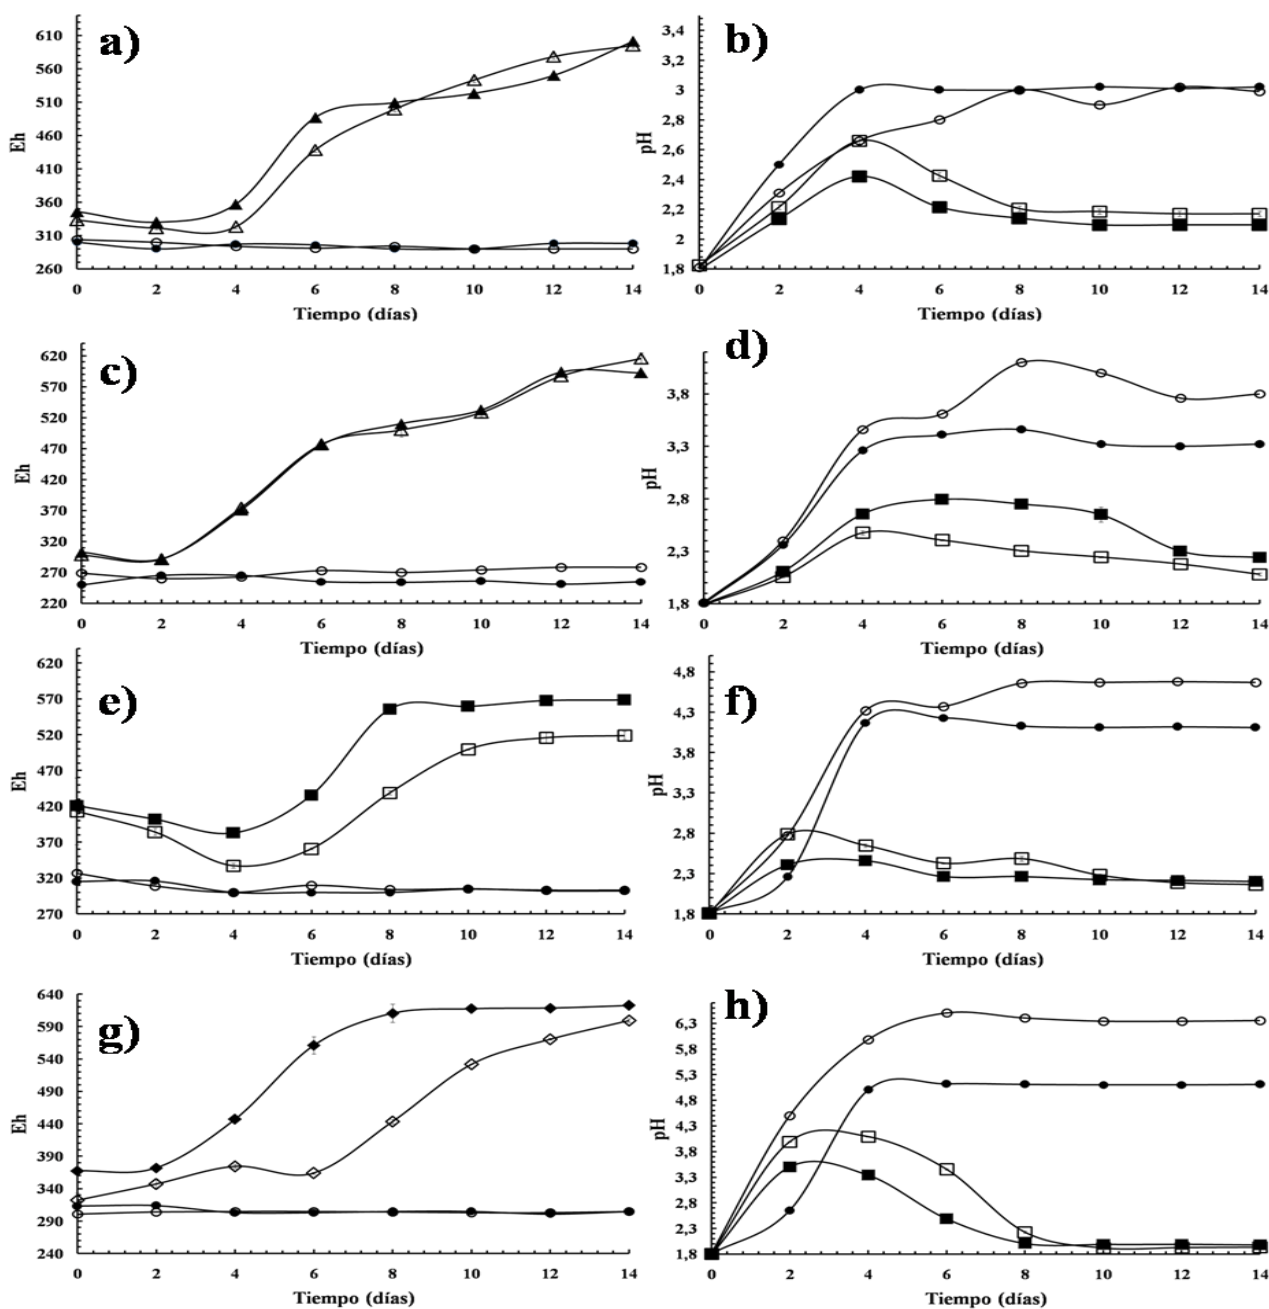 a)
610
560
510
460
410
360
310
260
Eh
0 2 4 6 8 10 12 14
Tiempo (días)
b)
3,4
3,2
3
2,8
2,6
2,4
2,2
2
1,8
pH
0 2 4 6 8 10 12 14
Tiempo (días)
c)
620
570
520
470
420
370
320
270
220
Eh
0 2 4 6 8 10 12 14
Tiempo (días)
d)
3,8
3,3
2,8
2,3
1,8
pH
0 2 4 6 8 10 12 14
Tiempo (días)
e)
620
570
520
470
420
370
320
270
Eh
0 2 4 6 8 10 12 14
Tiempo (días)
f)
4,8
4,3
3,8
3,3
2,8
2,3
1,8
pH
0 2 4 6 8 10 12 14
Tiempo (días)
g)
640
590
540
490
440
390
340
290
240
Eh
0 2 4 6 8 10 12 14
Tiempo (días)
h)
6,3
5,8
5,3
4,8
4,3
3,8
3,3
2,8
2,3
1,8
pH
0 2 4 6 8 10 12 14
Tiempo (días)